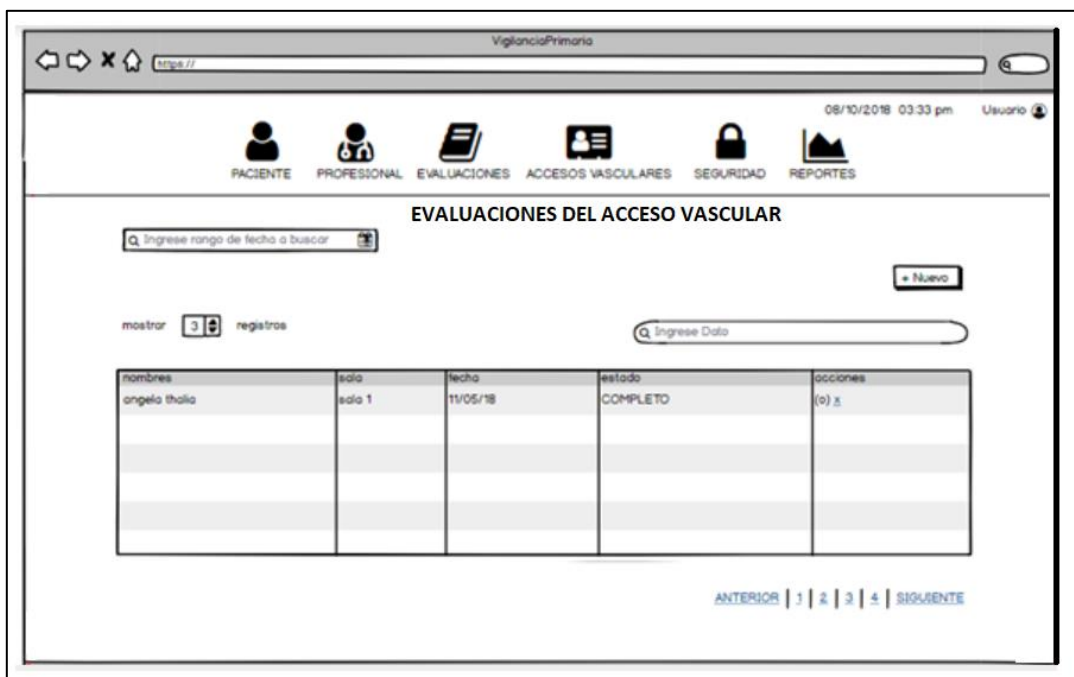 VigilanciaPrimaria
https://
08/10/2018 03:33 pm Usuario
PACIENTE PROFESIONAL EVALUACIONES ACCESOS VASCULARES SEGURIDAD REPORTES
EVALUACIONES DEL ACCESO VASCULAR
Ingrese rango de fecha a buscar
+ Nuevo
mostrar 3 registros
Ingrese Dato
nombres sala fecha estado acciones
angela thalia sala 1 11/05/18 COMPLETO (o) x
ANTERIOR | 1 | 2 | 3 | 4 | SIGUIENTE